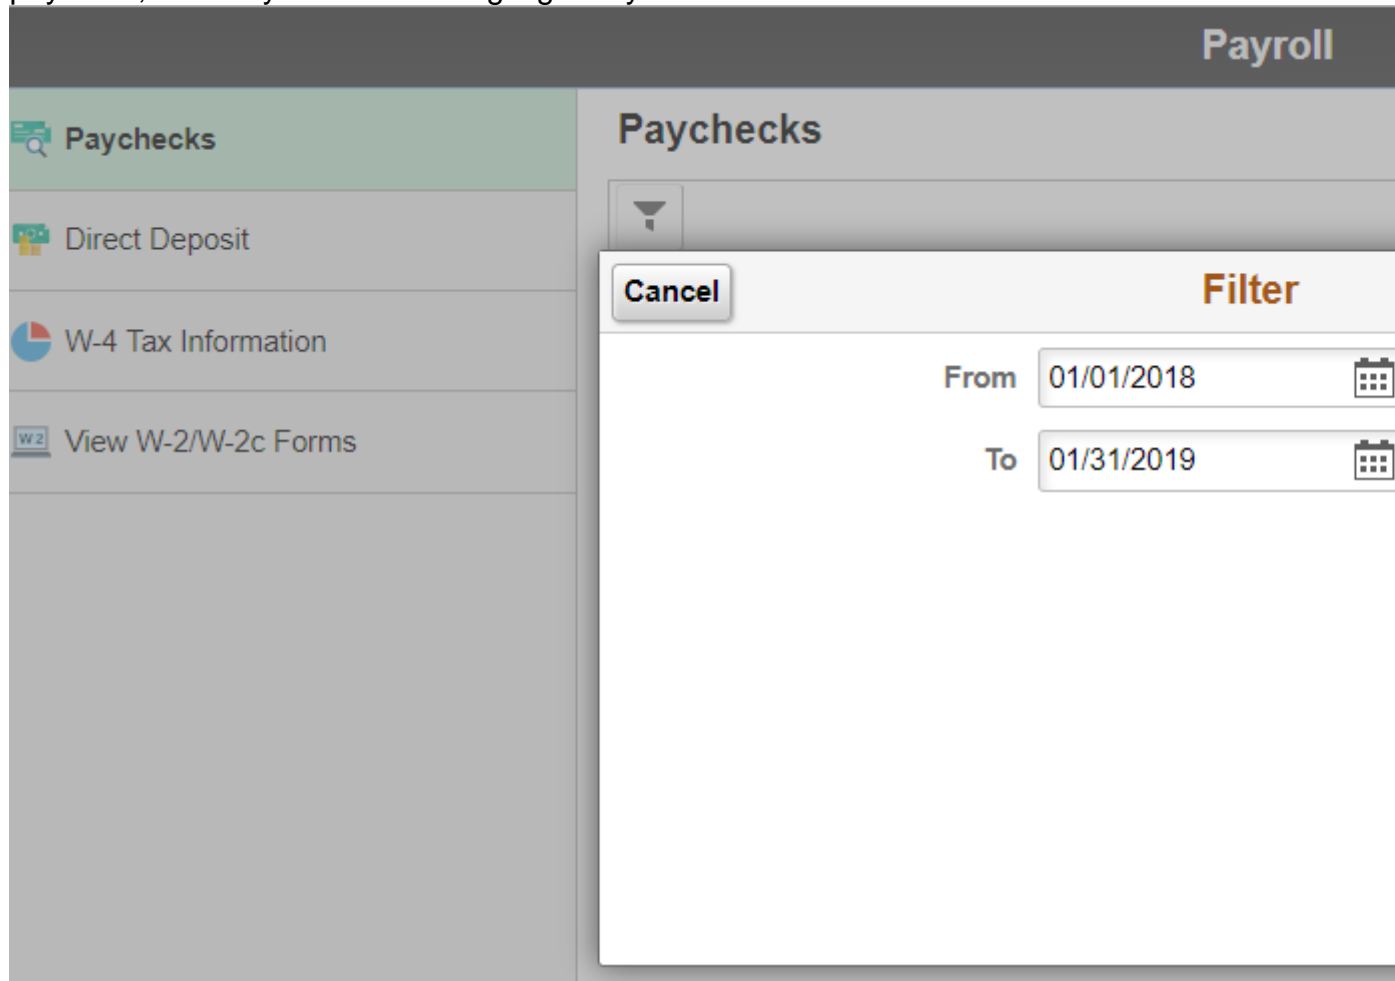 Payroll
Paychecks
Direct Deposit
W-4 Tax Information
W2
View W-2/W-2c Forms
Paychecks
Cancel
Filter
From 01/01/2018
To 01/31/2019